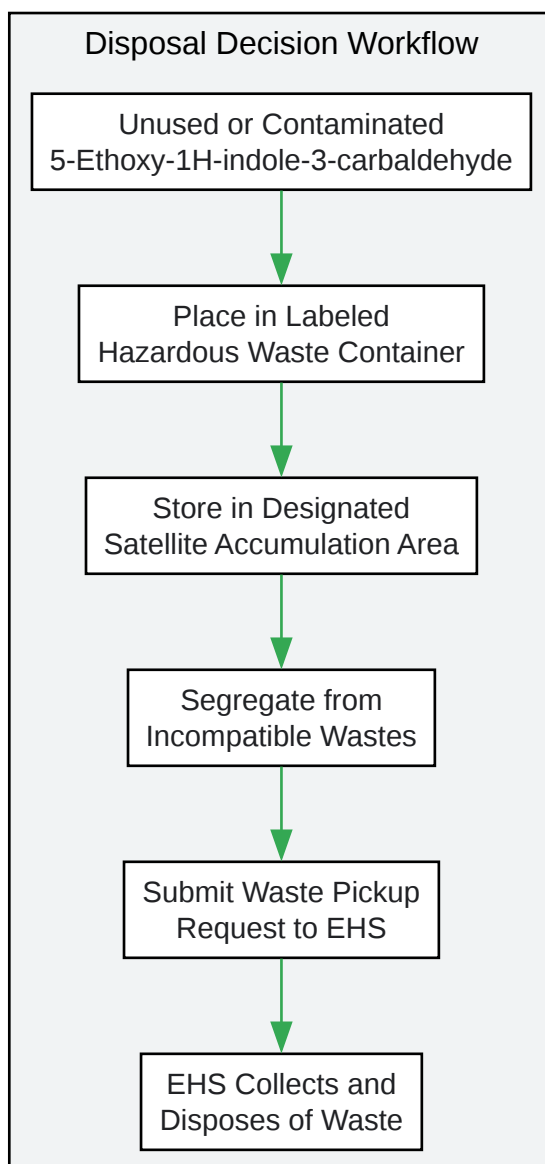 Disposal Decision Workflow
Unused or Contaminated
5-Ethoxy-1H-indole-3-carbaldehyde
Place in Labeled
Hazardous Waste Container
Store in Designated
Satellite Accumulation Area
Segregate from
Incompatible Wastes
Submit Waste Pickup
Request to EHS
EHS Collects and
Disposes of Waste